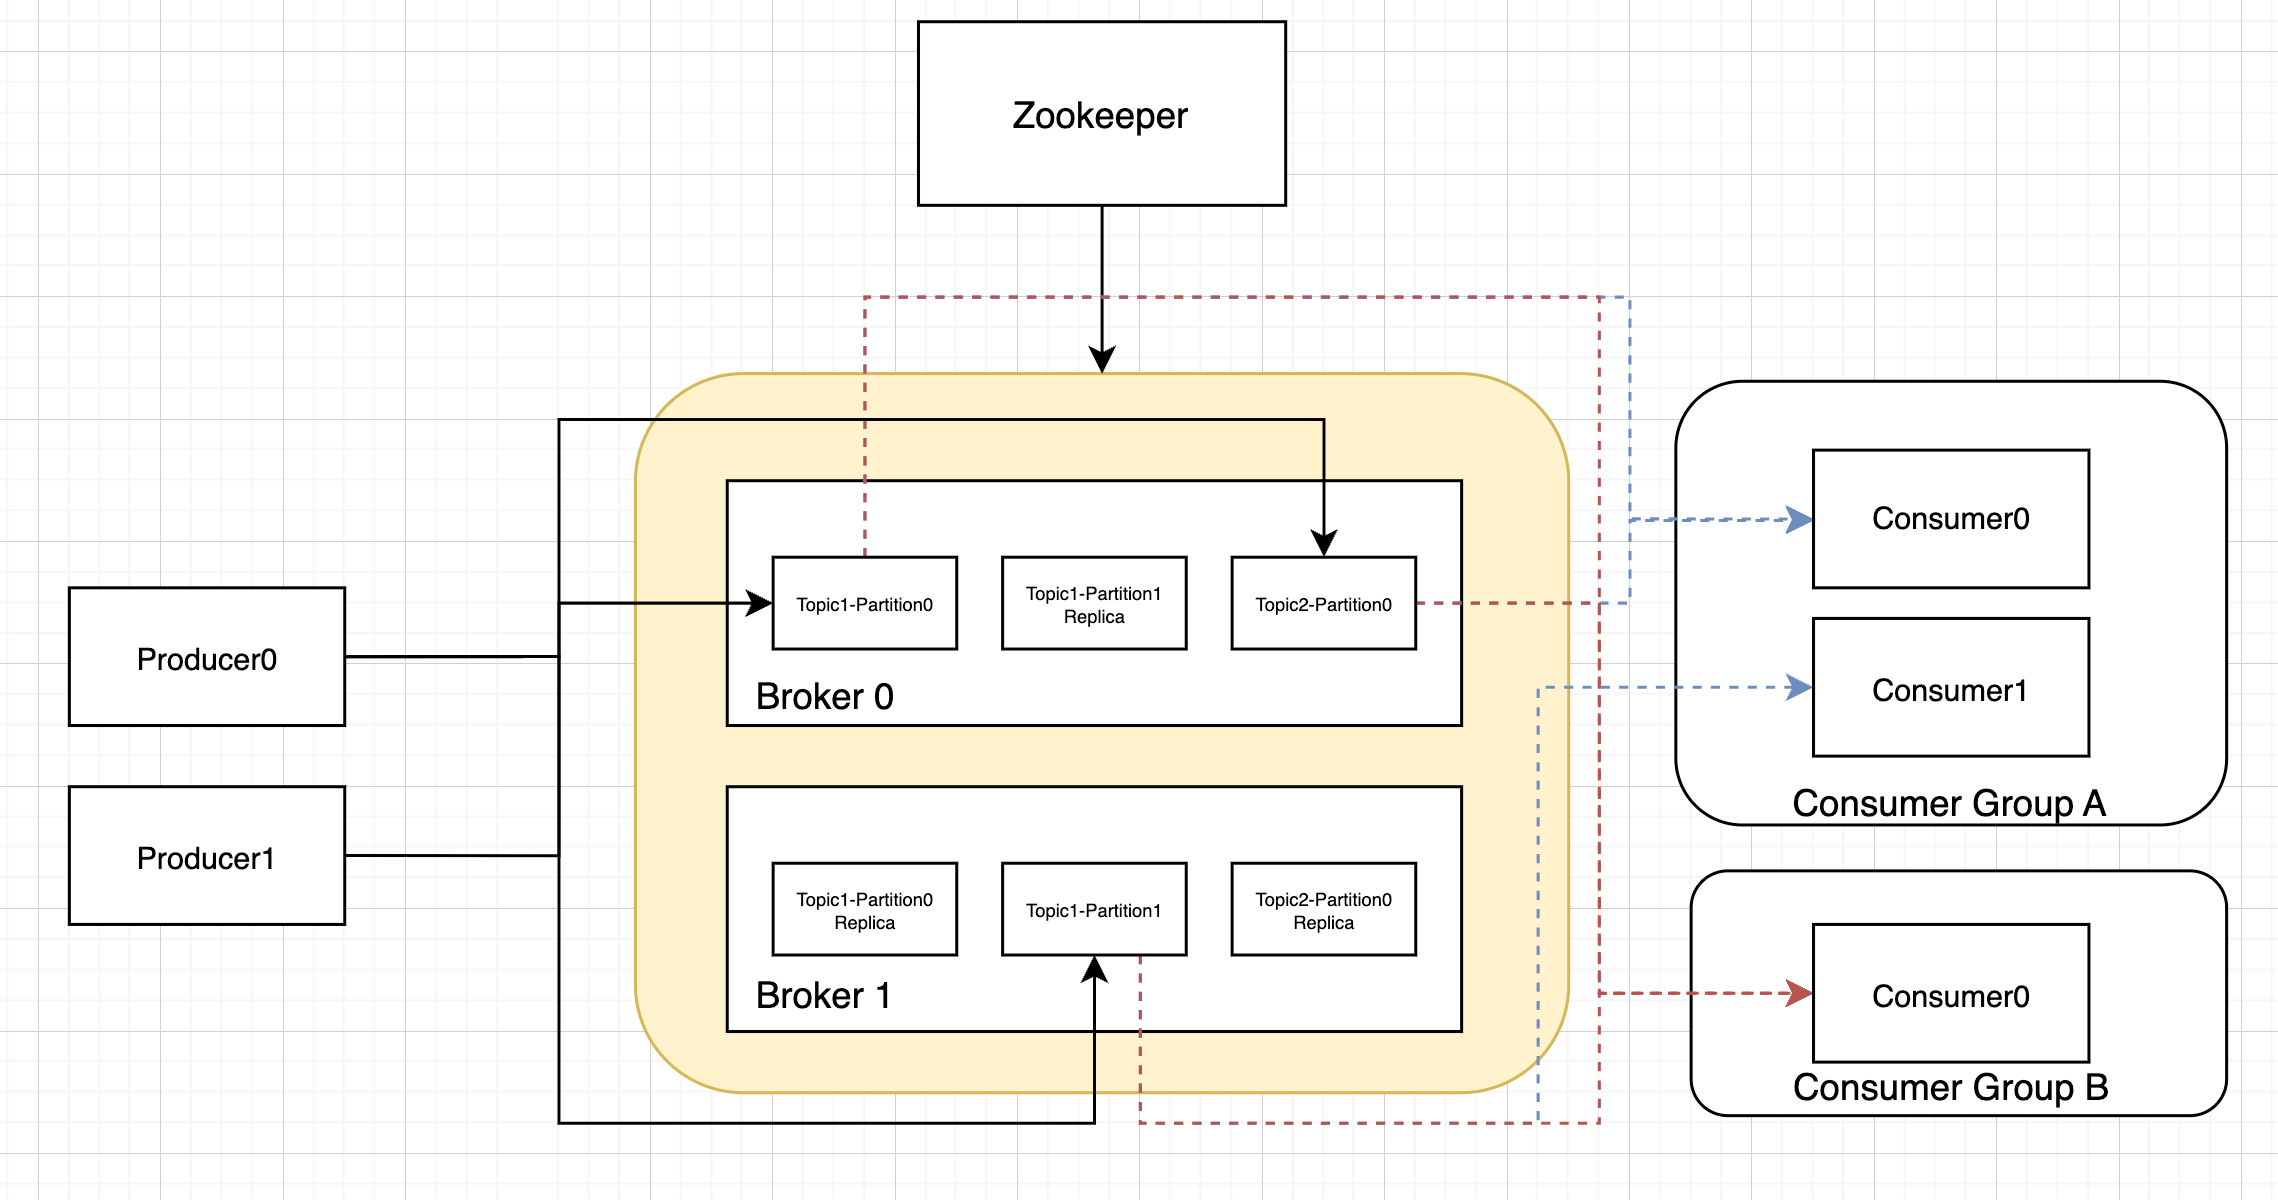 Zookeeper
Producer0
Producer1
Topic1-Partition0
Topic1-Partition1
Replica
Topic2-Partition0
Broker 0
Topic1-Partition0
Replica
Topic1-Partition1
Topic2-Partition0
Replica
Broker 1
Consumer0
Consumer1
Consumer Group A
Consumer0
Consumer Group B